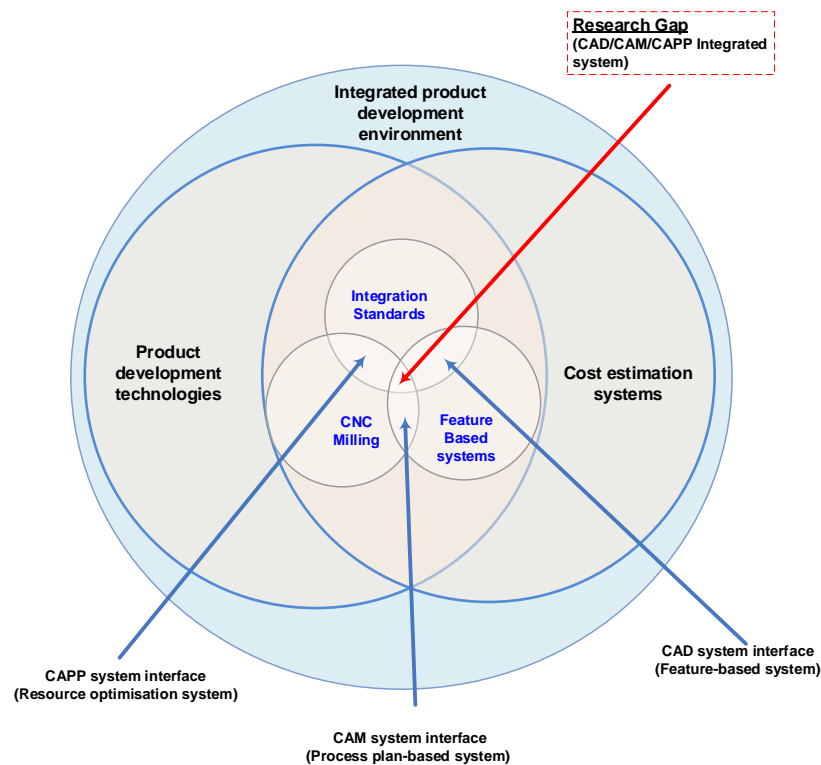 Research Gap
(CAD/CAM/CAPP Integrated
system)
Integrated product
development
environment
Integration
Standards
Product
development
technologies
Cost estimation
systems
CNC
Milling
Feature
Based
systems
CAD system interface
(Feature-based system)
CAPP system interface
(Resource optimisation system)
CAM system interface
(Process plan-based system)